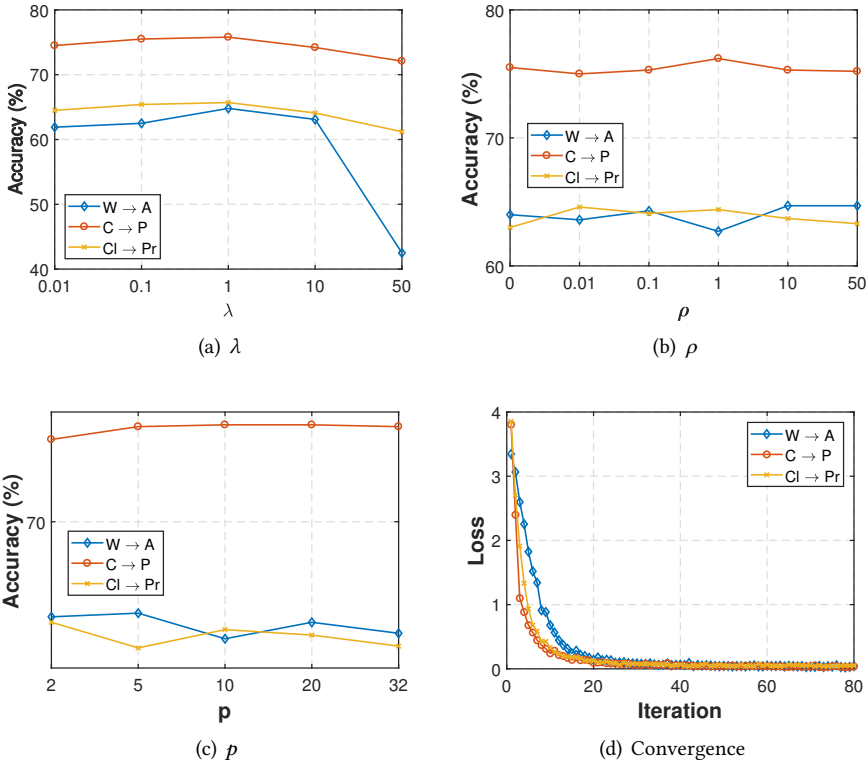 80
70
60
50
40
Accuracy (%)
W → A
C → P
Cl → Pr
0.01 0.1 1 10 50
λ
(a) λ
80
70
60
Accuracy (%)
W → A
C → P
Cl → Pr
0 0.01 0.1 1 10 50
ρ
(b) ρ
70
Accuracy (%)
W → A
C → P
Cl → Pr
2 5 10 20 32
p
(c) p
4
3
2
1
0
Loss
W → A
C → P
Cl → Pr
0 20 40 60 80
Iteration
(d) Convergence